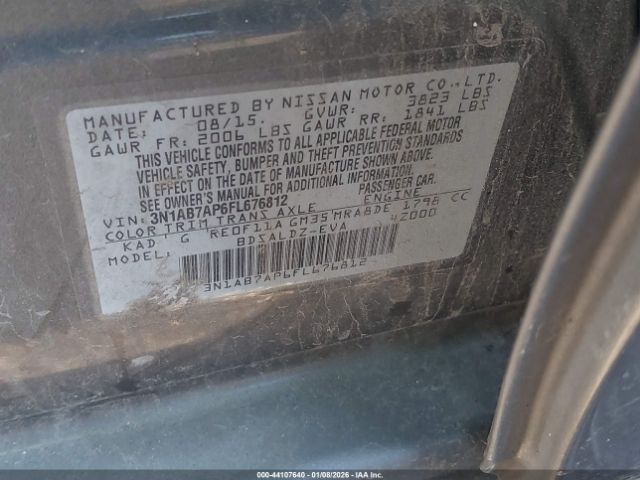 MANUFACTURED BY NISSAN MOTOR CO., LTD.
DATE: 08/15. GVWR: 3823 LBS
GAWR FR: 2006 LBS GAWR RR: 1841 LBS
THIS VEHICLE CONFORMS TO ALL APPLICABLE FEDERAL MOTOR
VEHICLE SAFETY, BUMPER AND THEFT PREVENTION STANDARDS
IN EFFECT ON THE DATE OF MANUFACTURE SHOWN ABOVE.
SEE OWNER'S MANUAL FOR ADDITIONAL INFORMATION.
VIN: 3N1AB7AP6FL676812 PASSENGER CAR.
COLOR TRIM TRANS AXLE ENGINE
KAD G RE0F11A GM35 MRA8DE 1798 CC
MODEL: BDSALDZ-EVA 4Z000
3N1AB7AP6FL676812
000-44107640 - 01/08/2026 - IAA Inc.